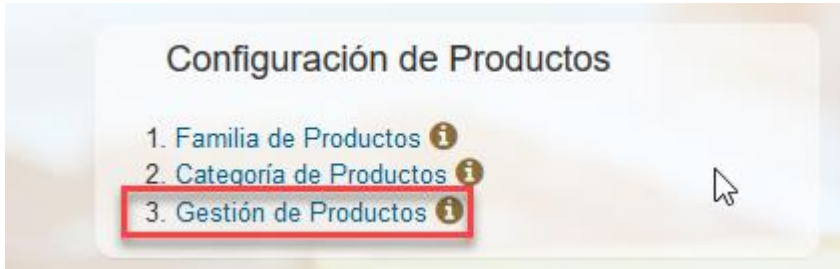 Configuración de Productos
1. Familia de Productos
2. Categoría de Productos
3. Gestión de Productos